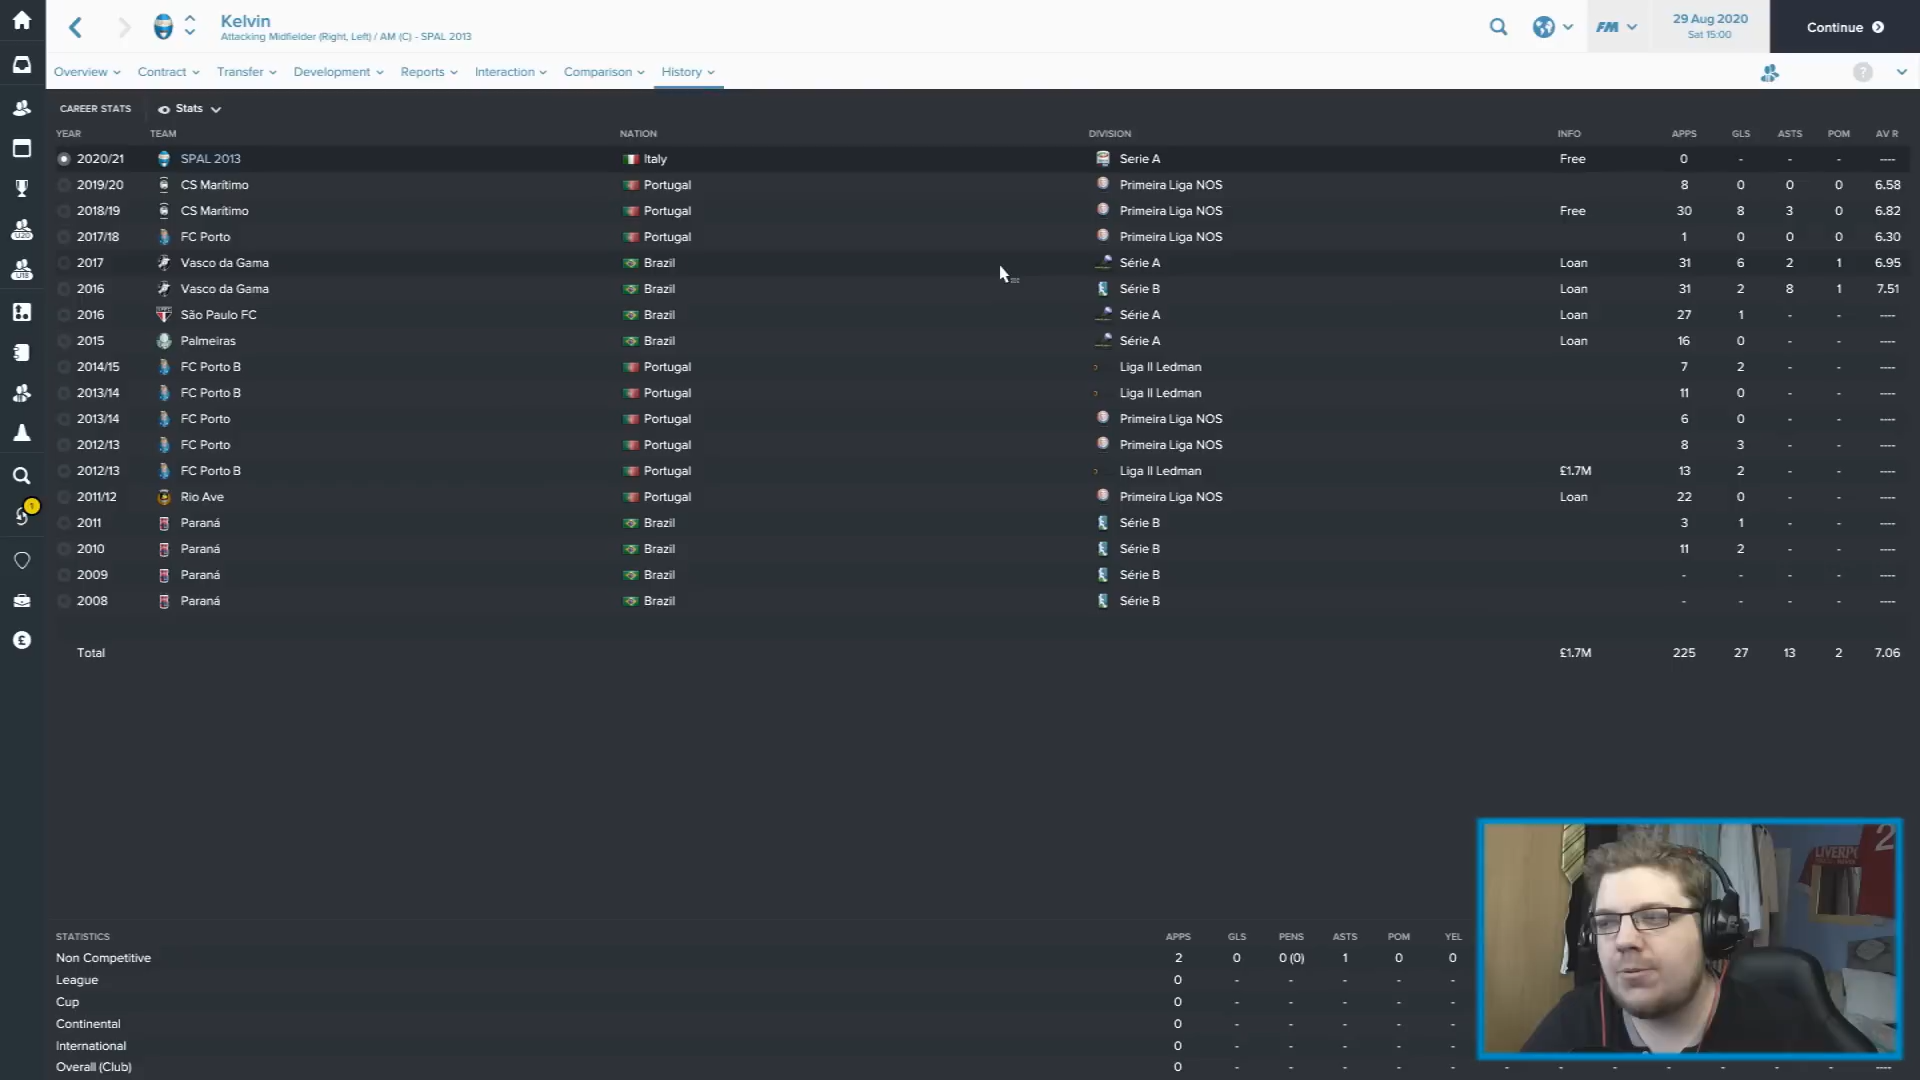 Kelvin
Attacking Midfielder (Right, Left) / AM (C) - SPAL 2013
FM
29 Aug 2020
Sat 15:00
Continue
Overview Contract Transfer Development Reports Interaction Comparison History
?
CAREER STATS Stats
YEAR TEAM NATION DIVISION INFO APPS GLS ASTS POM AV R
2020/21 SPAL 2013 Italy Serie A Free 0 - - - ----
2019/20 CS Marítimo Portugal Primeira Liga NOS 8 0 0 0 6.58
2018/19 CS Marítimo Portugal Primeira Liga NOS Free 30 8 3 0 6.82
2017/18 FC Porto Portugal Primeira Liga NOS 1 0 0 0 6.30
2017 Vasco da Gama Brazil Série A Loan 31 6 2 1 6.95
2016 Vasco da Gama Brazil Série B Loan 31 2 8 1 7.51
2016 São Paulo FC Brazil Série A Loan 27 1 - - ----
2015 Palmeiras Brazil Série A Loan 16 0 - - ----
2014/15 FC Porto B Portugal Liga II Ledman 7 2 - - ----
2013/14 FC Porto B Portugal Liga II Ledman 11 0 - - ----
2013/14 FC Porto Portugal Primeira Liga NOS 6 0 - - ----
2012/13 FC Porto Portugal Primeira Liga NOS 8 3 - - ----
2012/13 FC Porto B Portugal Liga II Ledman £1.7M 13 2 - - ----
2011/12 Rio Ave Portugal Primeira Liga NOS Loan 22 0 - - ----
2011 Paraná Brazil Série B 3 1 - - ----
2010 Paraná Brazil Série B 11 2 - - ----
2009 Paraná Brazil Série B - - - - ----
2008 Paraná Brazil Série B - - - - ----
Total £1.7M 225 27 13 2 7.06
U20
U18
1
£
STATISTICS APPS GLS PENS ASTS POM YEL
Non Competitive 2 0 0 (0) 1 0 0
League 0 - - - - -
Cup 0 - - - - -
Continental 0 - - - - -
International 0 - - - - -
Overall (Club) 0 - - - - - - - - - - - - ----
2